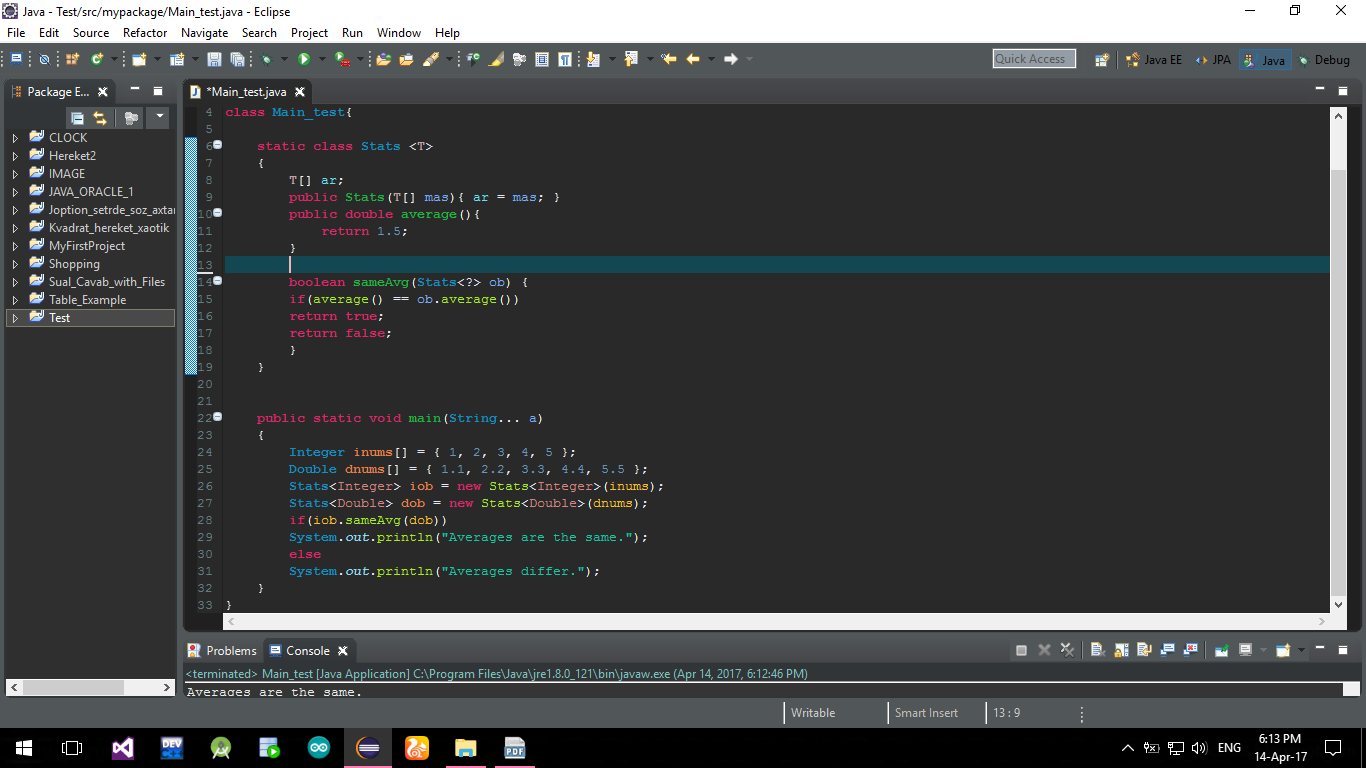 Java - Test/src/mypackage/Main_test.java - Eclipse
File Edit Source Refactor Navigate Search Project Run Window Help
Quick Access Java EE JPA Java Debug
Package E...
CLOCK
Hereket2
IMAGE
JAVA_ORACLE_1
Joption_setrde_soz_axta
Kvadrat_hereket_xaotik
MyFirstProject
Shopping
Sual_Cavab_with_Files
Table_Example
Test
*Main_test.java
4 class Main_test{
5
6 static class Stats <T>
7 {
8 T[] ar;
9 public Stats(T[] mas){ ar = mas; }
10 public double average(){
11 return 1.5;
12 }
13
14 boolean sameAvg(Stats<?> ob) {
15 if(average() == ob.average())
16 return true;
17 return false;
18 }
19 }
20
21
22 public static void main(String... a)
23 {
24 Integer inums[] = { 1, 2, 3, 4, 5 };
25 Double dnums[] = { 1.1, 2.2, 3.3, 4.4, 5.5 };
26 Stats<Integer> iob = new Stats<Integer>(inums);
27 Stats<Double> dob = new Stats<Double>(dnums);
28 if(iob.sameAvg(dob))
29 System.out.println("Averages are the same.");
30 else
31 System.out.println("Averages differ.");
32 }
33 }
Problems Console
<terminated> Main_test [Java Application] C:\Program Files\Java\jre1.8.0_121\bin\javaw.exe (Apr 14, 2017, 6:12:46 PM)
Averages are the same.
Writable Smart Insert 13 : 9
DEV
PDF
ENG
6:13 PM
14-Apr-17